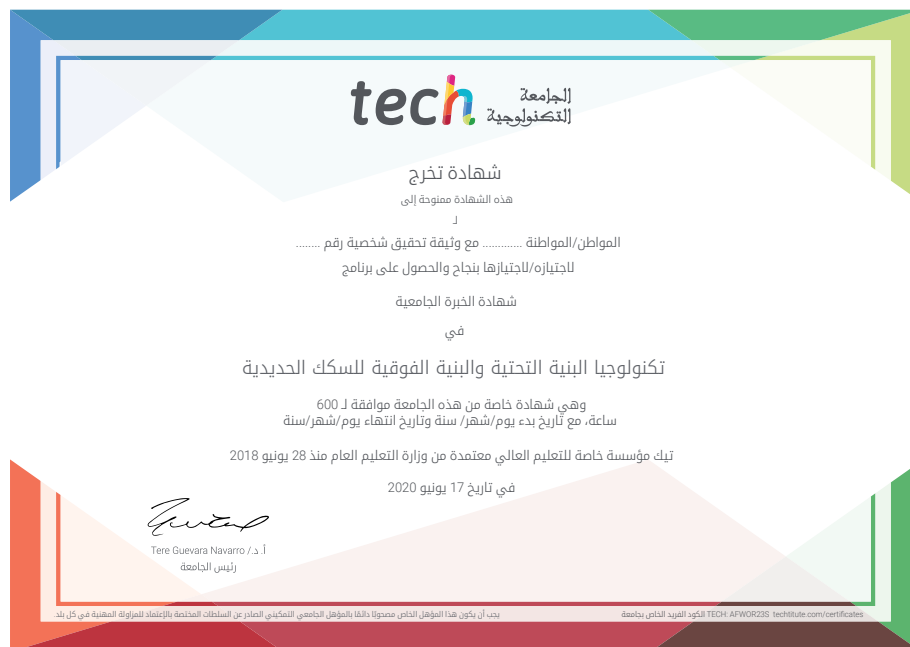 tech الجامعة
التكنولوجية
شهادة تخرج
هذه الشهادة ممنوحة إلى
لـ
المواطن/المواطنة ............. مع وثيقة تحقيق شخصية رقم ........
لاجتيازه/لاجتيازها بنجاح والحصول على برنامج
شهادة الخبرة الجامعية
في
تكنولوجيا البنية التحتية والبنية الفوقية للسكك الحديدية
وهي شهادة خاصة من هذه الجامعة موافقة لـ 600
ساعة، مع تاريخ بدء يوم/شهر/ سنة وتاريخ انتهاء يوم/شهر/سنة
تيك مؤسسة خاصة للتعليم العالي معتمدة من وزارة التعليم العام منذ 28 يونيو 2018
في تاريخ 17 يونيو 2020
أ. د./ Tere Guevara Navarro
رئيس الجامعة
يجب أن يكون هذا المؤهل الخاص مصحوبًا دائمًا بالمؤهل الجامعي التمكيني الصادر عن السلطات المختصة بالإعتماد للمزاولة المهنية في كل بلد.
الكود الفريد الخاص بجامعة TECH: AFWOR23S techtitute.com/certificates